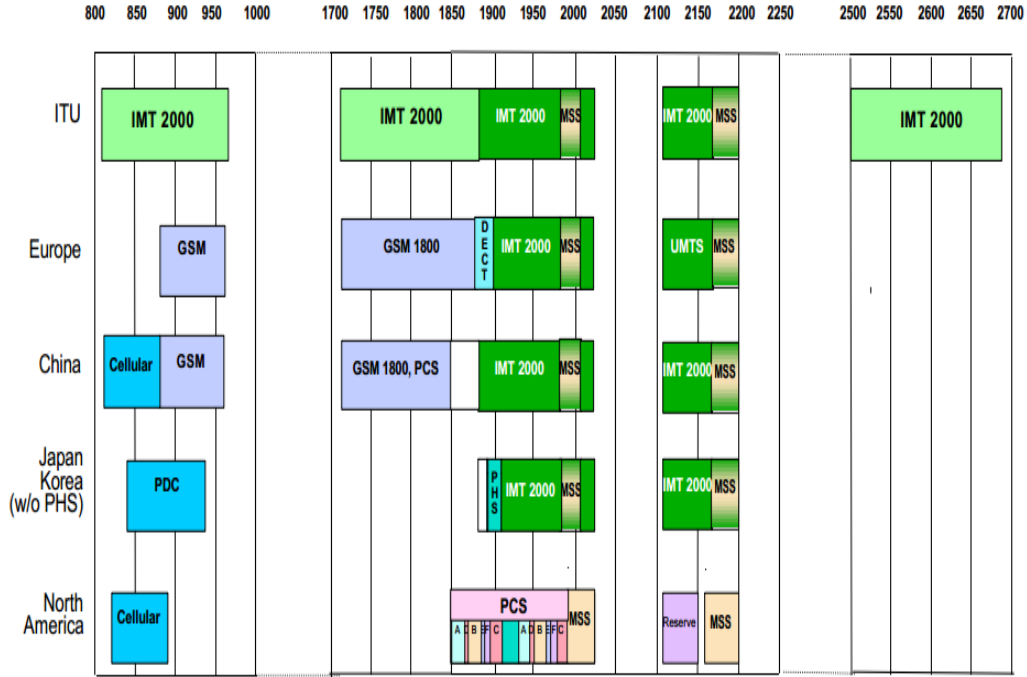 800 850 900 950 1000 1700 1750 1800 1850 1900 1950 2000 2050 2100 2150 2200 2250 2500 2550 2600 2650 2700
ITU
IMT 2000
IMT 2000
IMT 2000
MSS
IMT 2000
MSS
IMT 2000
Europe
GSM
GSM 1800
DECT
IMT 2000
MSS
UMTS
MSS
China
Cellular
GSM
GSM 1800, PCS
IMT 2000
MSS
IMT 2000
MSS
Japan
Korea
(w/o PHS)
PDC
PHS
IMT 2000
MSS
IMT 2000
MSS
North
America
Cellular
PCS
A D B E F C A D B E F C
MSS
Reserve
MSS